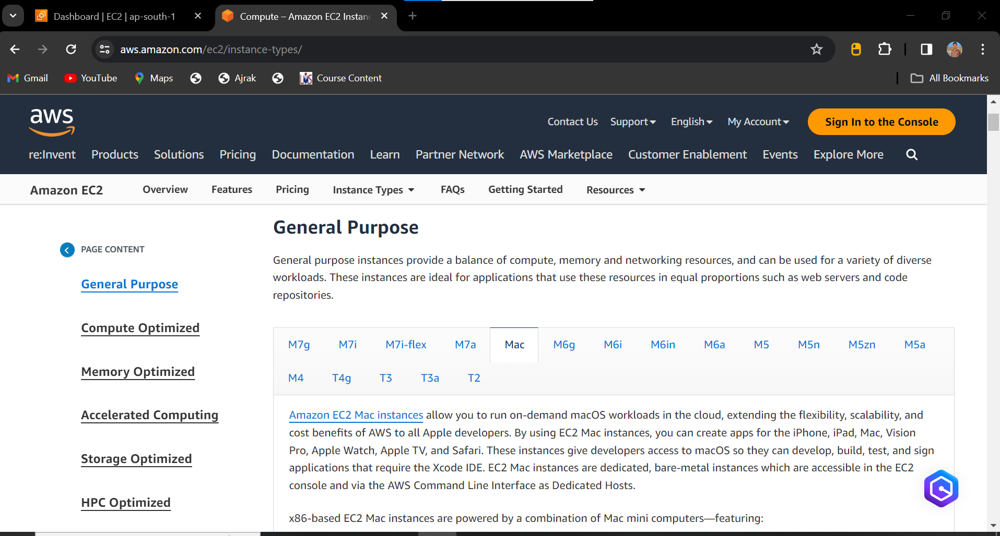 Dashboard | EC2 | ap-south-1
Compute – Amazon EC2 Instan
aws.amazon.com/ec2/instance-types/
Gmail
YouTube
Maps
Ajrak
Course Content
All Bookmarks
aws
Contact Us
Support
English
My Account
Sign In to the Console
re:Invent
Products
Solutions
Pricing
Documentation
Learn
Partner Network
AWS Marketplace
Customer Enablement
Events
Explore More
Amazon EC2
Overview
Features
Pricing
Instance Types
FAQs
Getting Started
Resources
PAGE CONTENT
General Purpose
Compute Optimized
Memory Optimized
Accelerated Computing
Storage Optimized
HPC Optimized
General Purpose
General purpose instances provide a balance of compute, memory and networking resources, and can be used for a variety of diverse
workloads. These instances are ideal for applications that use these resources in equal proportions such as web servers and code
repositories.
M7g
M7i
M7i-flex
M7a
Mac
M6g
M6i
M6in
M6a
M5
M5n
M5zn
M5a
M4
T4g
T3
T3a
T2
Amazon EC2 Mac instances allow you to run on-demand macOS workloads in the cloud, extending the flexibility, scalability, and
cost benefits of AWS to all Apple developers. By using EC2 Mac instances, you can create apps for the iPhone, iPad, Mac, Vision
Pro, Apple Watch, Apple TV, and Safari. These instances give developers access to macOS so they can develop, build, test, and sign
applications that require the Xcode IDE. EC2 Mac instances are dedicated, bare-metal instances which are accessible in the EC2
console and via the AWS Command Line Interface as Dedicated Hosts.
x86-based EC2 Mac instances are powered by a combination of Mac mini computers—featuring: